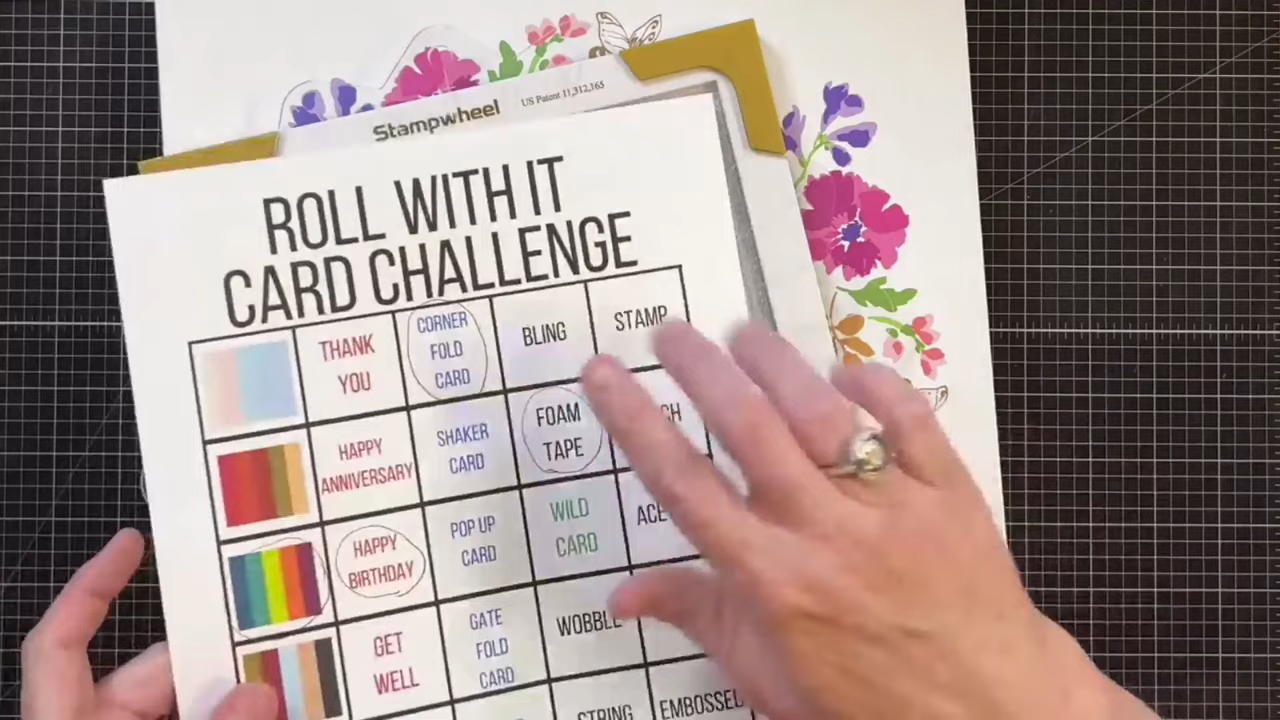 Stampwheel
US Patent 11,312,165
ROLL WITH IT
CARD CHALLENGE
THANK
YOU
CORNER
FOLD
CARD
BLING
STAMP
HAPPY
ANNIVERSARY
SHAKER
CARD
FOAM
TAPE
HAPPY
BIRTHDAY
POP UP
CARD
WILD
CARD
GET
WELL
GATE
FOLD
CARD
WOBBLE
STRING
EMBOSSED